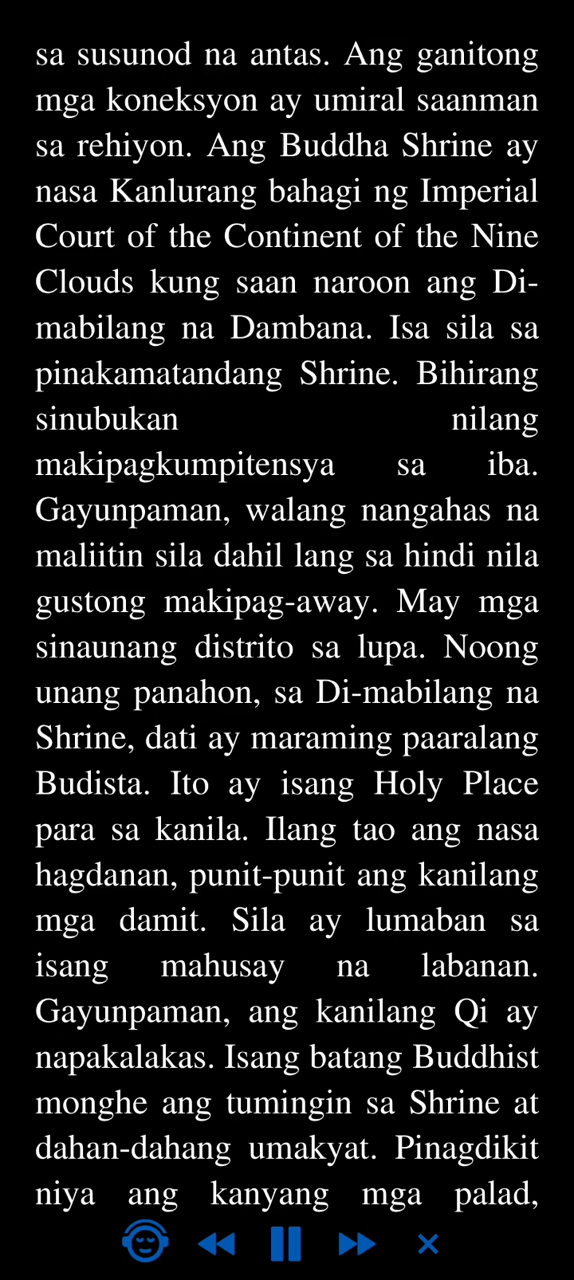 sa susunod na antas. Ang ganitong
mga koneksyon ay umiral saanman
sa rehiyon. Ang Buddha Shrine ay
nasa Kanlurang bahagi ng Imperial
Court of the Continent of the Nine
Clouds kung saan naroon ang Di-
mabilang na Dambana. Isa sila sa
pinakamatandang Shrine. Bihirang
sinubukan nilang
makipagkumpitensya sa iba.
Gayunpaman, walang nangahas na
maliitin sila dahil lang sa hindi nila
gustong makipag-away. May mga
sinaunang distrito sa lupa. Noong
unang panahon, sa Di-mabilang na
Shrine, dati ay maraming paaralang
Budista. Ito ay isang Holy Place
para sa kanila. Ilang tao ang nasa
hagdanan, punit-punit ang kanilang
mga damit. Sila ay lumaban sa
isang mahusay na labanan.
Gayunpaman, ang kanilang Qi ay
napakalakas. Isang batang Buddhist
monghe ang tumingin sa Shrine at
dahan-dahang umakyat. Pinagdikit
niya ang kanyang mga palad,